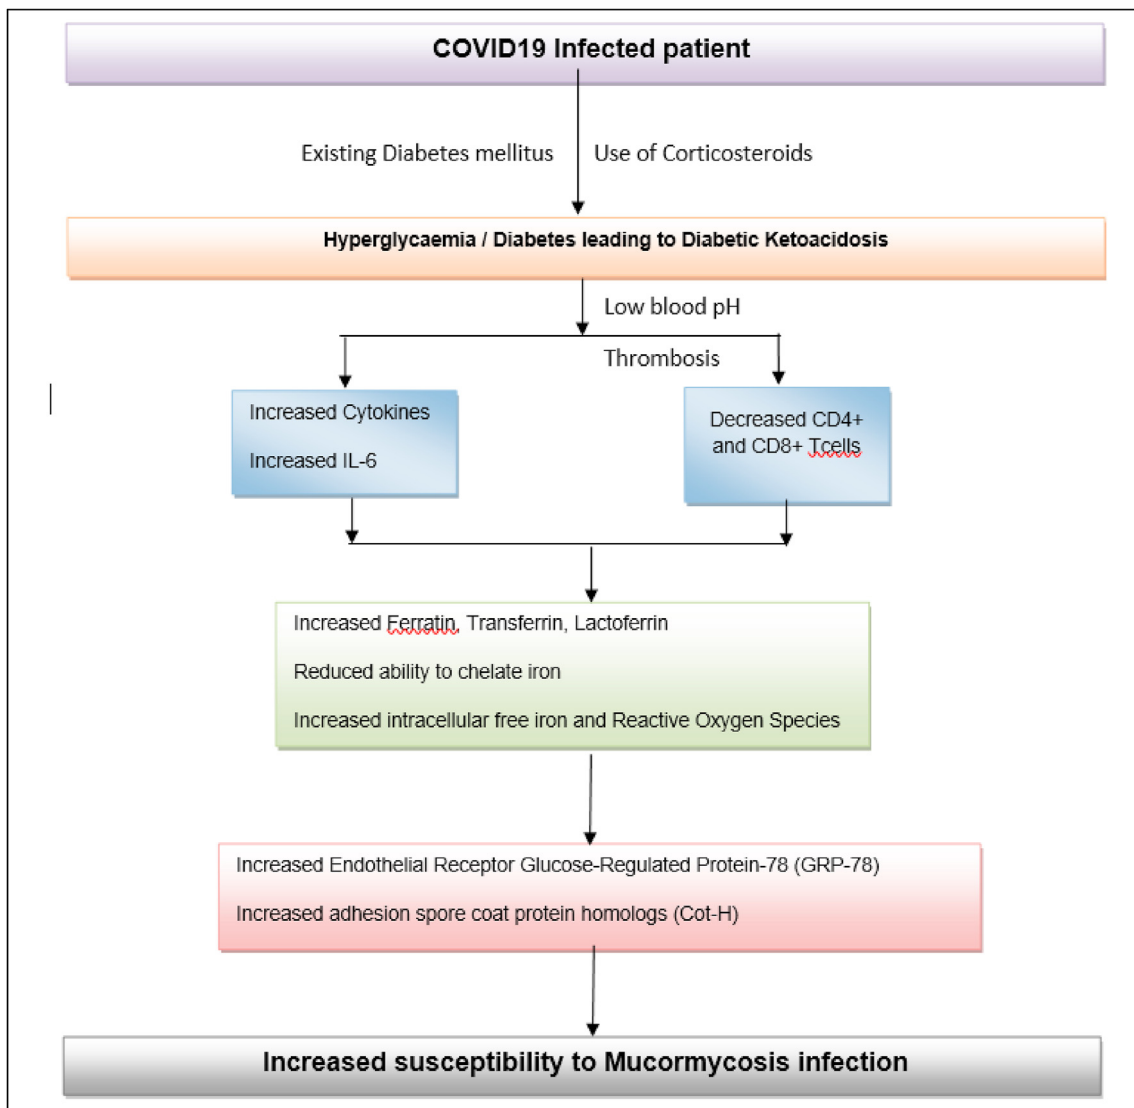 COVID19 Infected patient
Existing Diabetes mellitus
Use of Corticosteroids
Hyperglycaemia / Diabetes leading to Diabetic Ketoacidosis
Low blood pH
Thrombosis
Increased Cytokines
Increased IL-6
Decreased CD4+
and CD8+ Tcells
Increased Ferratin, Transferrin, Lactoferrin
Reduced ability to chelate iron
Increased intracellular free iron and Reactive Oxygen Species
Increased Endothelial Receptor Glucose-Regulated Protein-78 (GRP-78)
Increased adhesion spore coat protein homologs (Cot-H)
Increased susceptibility to Mucormycosis infection